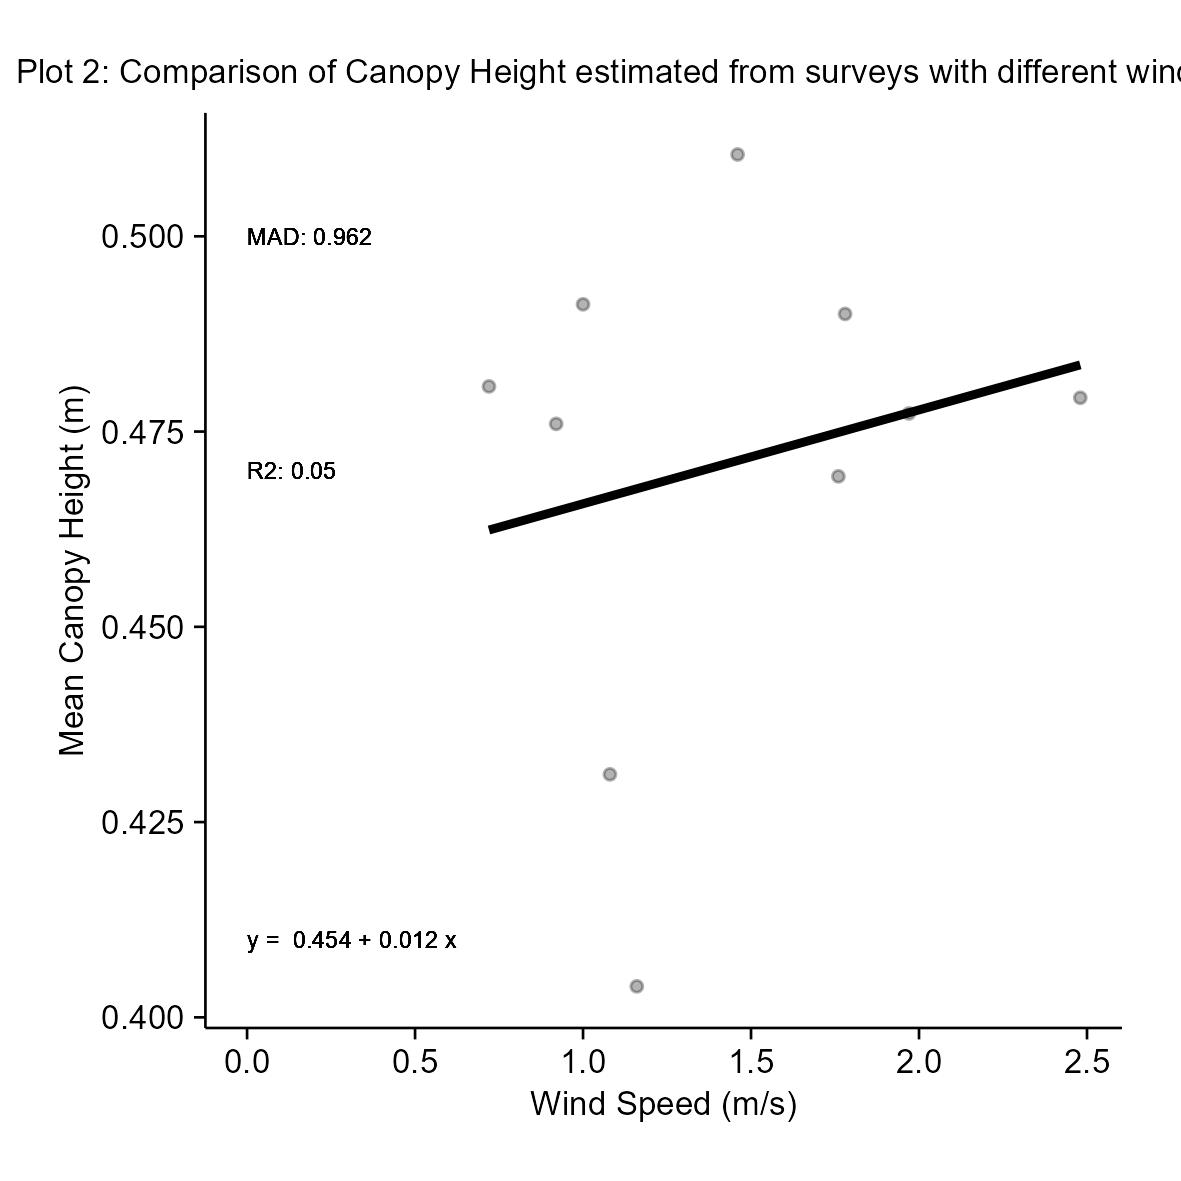 Plot 2: Comparison of Canopy Height estimated from surveys with different
0.500
MAD: 0.962
0.475
R2: 0.05
0.450
0.425
y =  0.454 + 0.012 x
0.400
Mean Canopy Height (m)
0.0 0.5 1.0 1.5 2.0 2.5
Wind Speed (m/s)